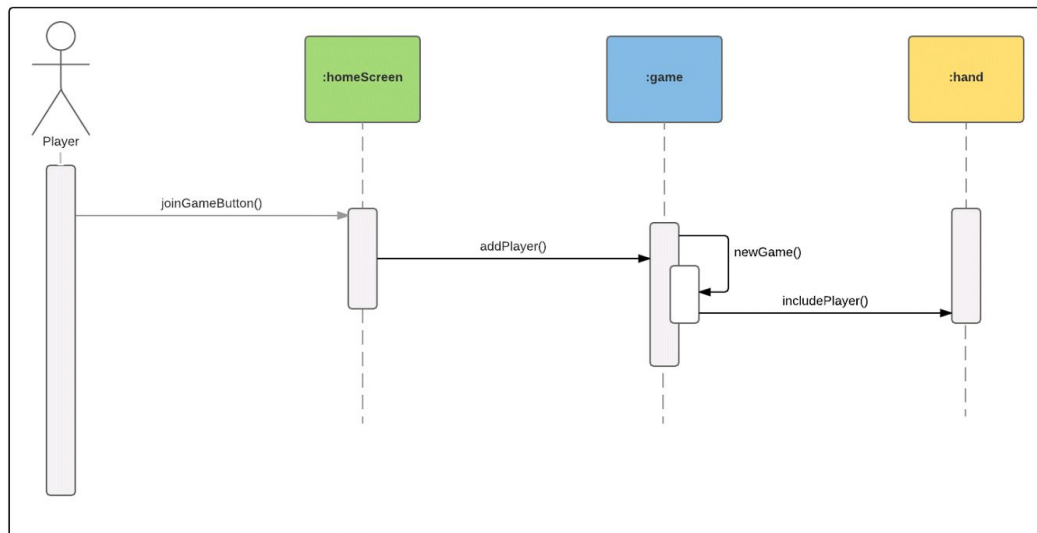 :homeScreen
:game
:hand
Player
joinGameButton()
addPlayer()
newGame()
includePlayer()